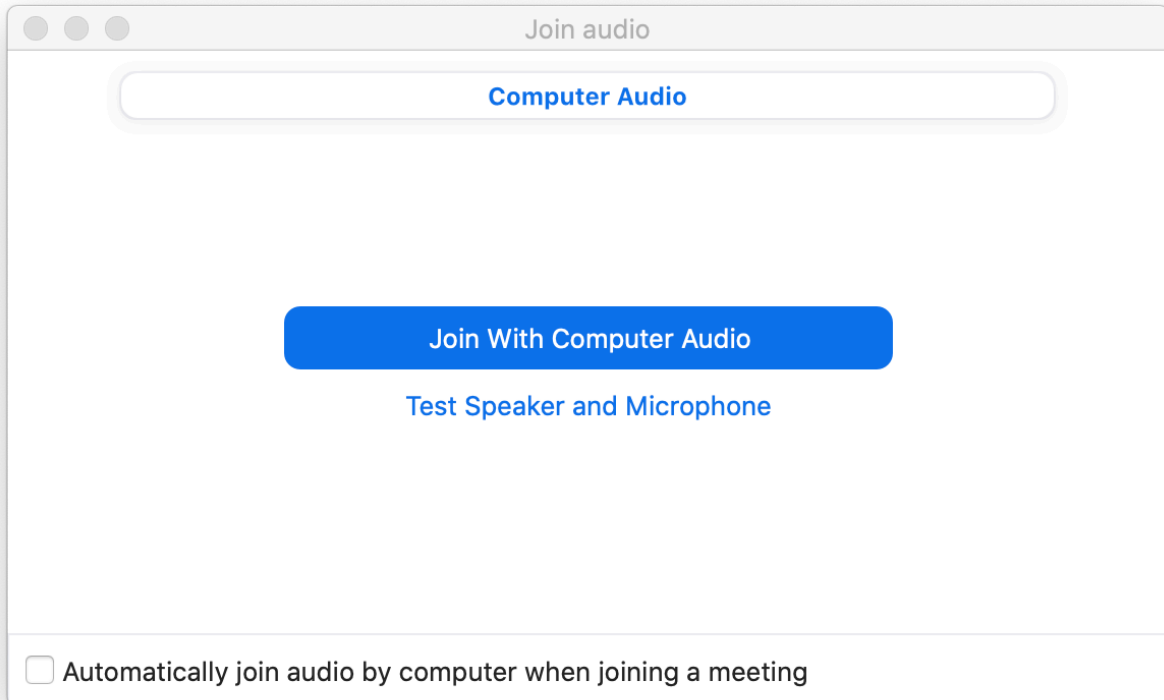 Join audio
Computer Audio
Join With Computer Audio
Test Speaker and Microphone
Automatically join audio by computer when joining a meeting